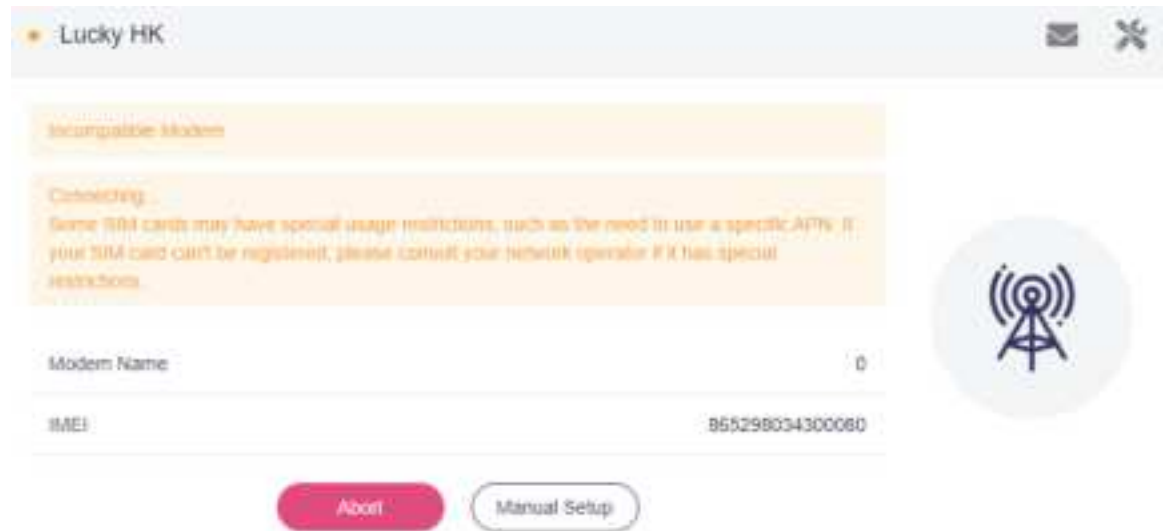 Lucky HK
Incompatible Modem
Connecting...
Some SIM cards may have special usage restrictions, such as the need to use a specific APN. If
your SIM card can't be registered, please consult your network operator if it has special
restrictions.
Modem Name 0
IMEI 865298034300080
Abort Manual Setup